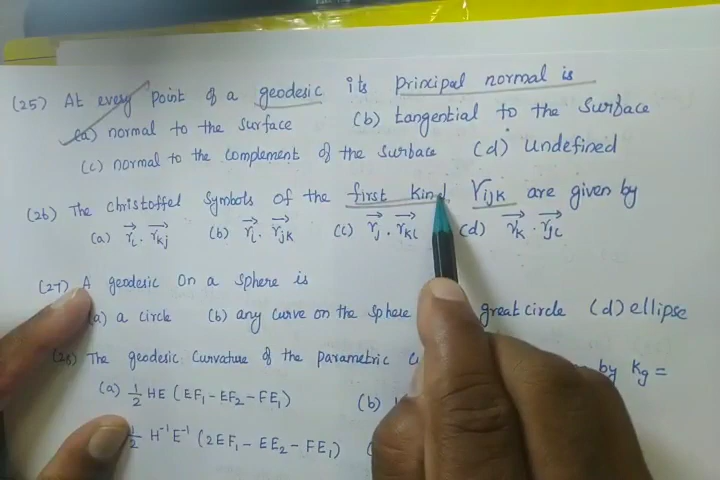 (25) At every point of a geodesic its principal normal is
(a) normal to the surface (b) tangential to the surface
(c) normal to the complement of the surface (d) undefined
(26) The christoffel symbols of the first kind Γijk are given by
(a) r⃗i . r⃗kj (b) r⃗i . r⃗jk (c) r⃗j . r⃗ki (d) r⃗k . r⃗ji
(27) A geodesic on a sphere is
(a) a circle (b) any curve on the sphere great circle (d) ellipse
The geodesic curvature of the parametric by Kg =
(a) 1/2 HE (EF₁ - EF₂ - FE₁) (b)
1/2 H⁻¹E⁻¹ (2EF₁ - EE₂ - FE₁)